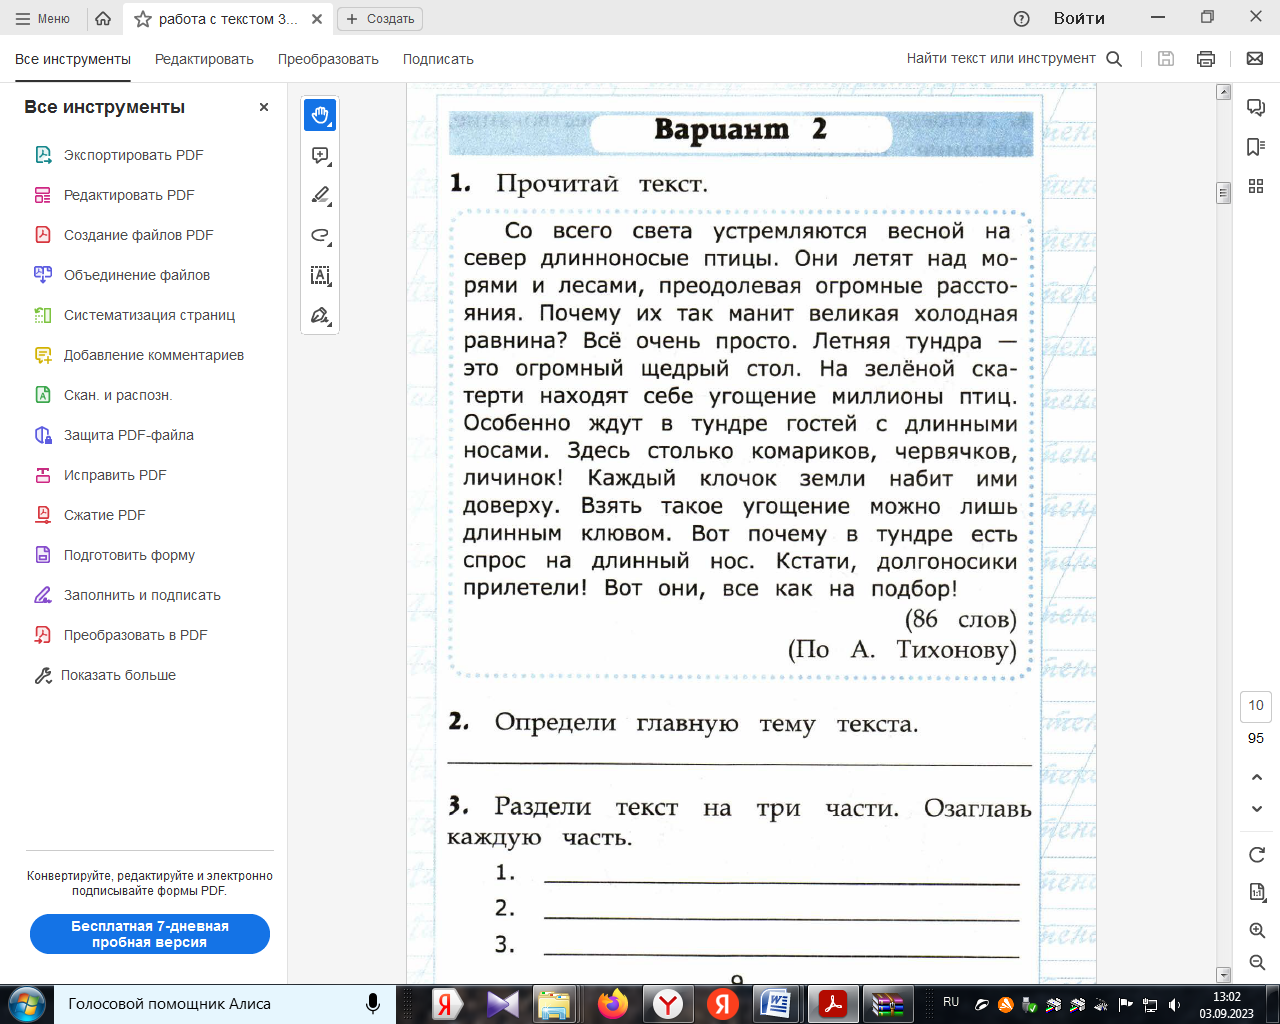 Меню
работа с текстом 3...
Создать
Войти
Все инструменты
Редактировать
Преобразовать
Подписать
Найти текст или инструмент
Все инструменты
Экспортировать PDF
Редактировать PDF
Создание файлов PDF
Объединение файлов
Систематизация страниц
Добавление комментариев
Скан. и распозн.
Защита PDF-файла
Исправить PDF
Сжатие PDF
Подготовить форму
Заполнить и подписать
Преобразовать в PDF
Показать больше
Конвертируйте, редактируйте и электронно
подписывайте формы PDF.
Бесплатная 7-дневная
пробная версия
Вариант 2
1. Прочитай текст.
Со всего света устремляются весной на
север длинноносые птицы. Они летят над мо-
рями и лесами, преодолевая огромные рассто-
яния. Почему их так манит великая холодная
равнина? Всё очень просто. Летняя тундра —
это огромный щедрый стол. На зелёной ска-
терти находят себе угощение миллионы птиц.
Особенно ждут в тундре гостей с длинными
носами. Здесь столько комариков, червячков,
личинок! Каждый клочок земли набит ими
доверху. Взять такое угощение можно лишь
длинным клювом. Вот почему в тундре есть
спрос на длинный нос. Кстати, долгоносики
прилетели! Вот они, все как на подбор!
(86 слов)
(По А. Тихонову)
2. Определи главную тему текста.
3. Раздели текст на три части. Озаглавь
каждую часть.
1.
2.
3.
9
10
95
Голосовой помощник Алиса
RU
13:02
03.09.2023